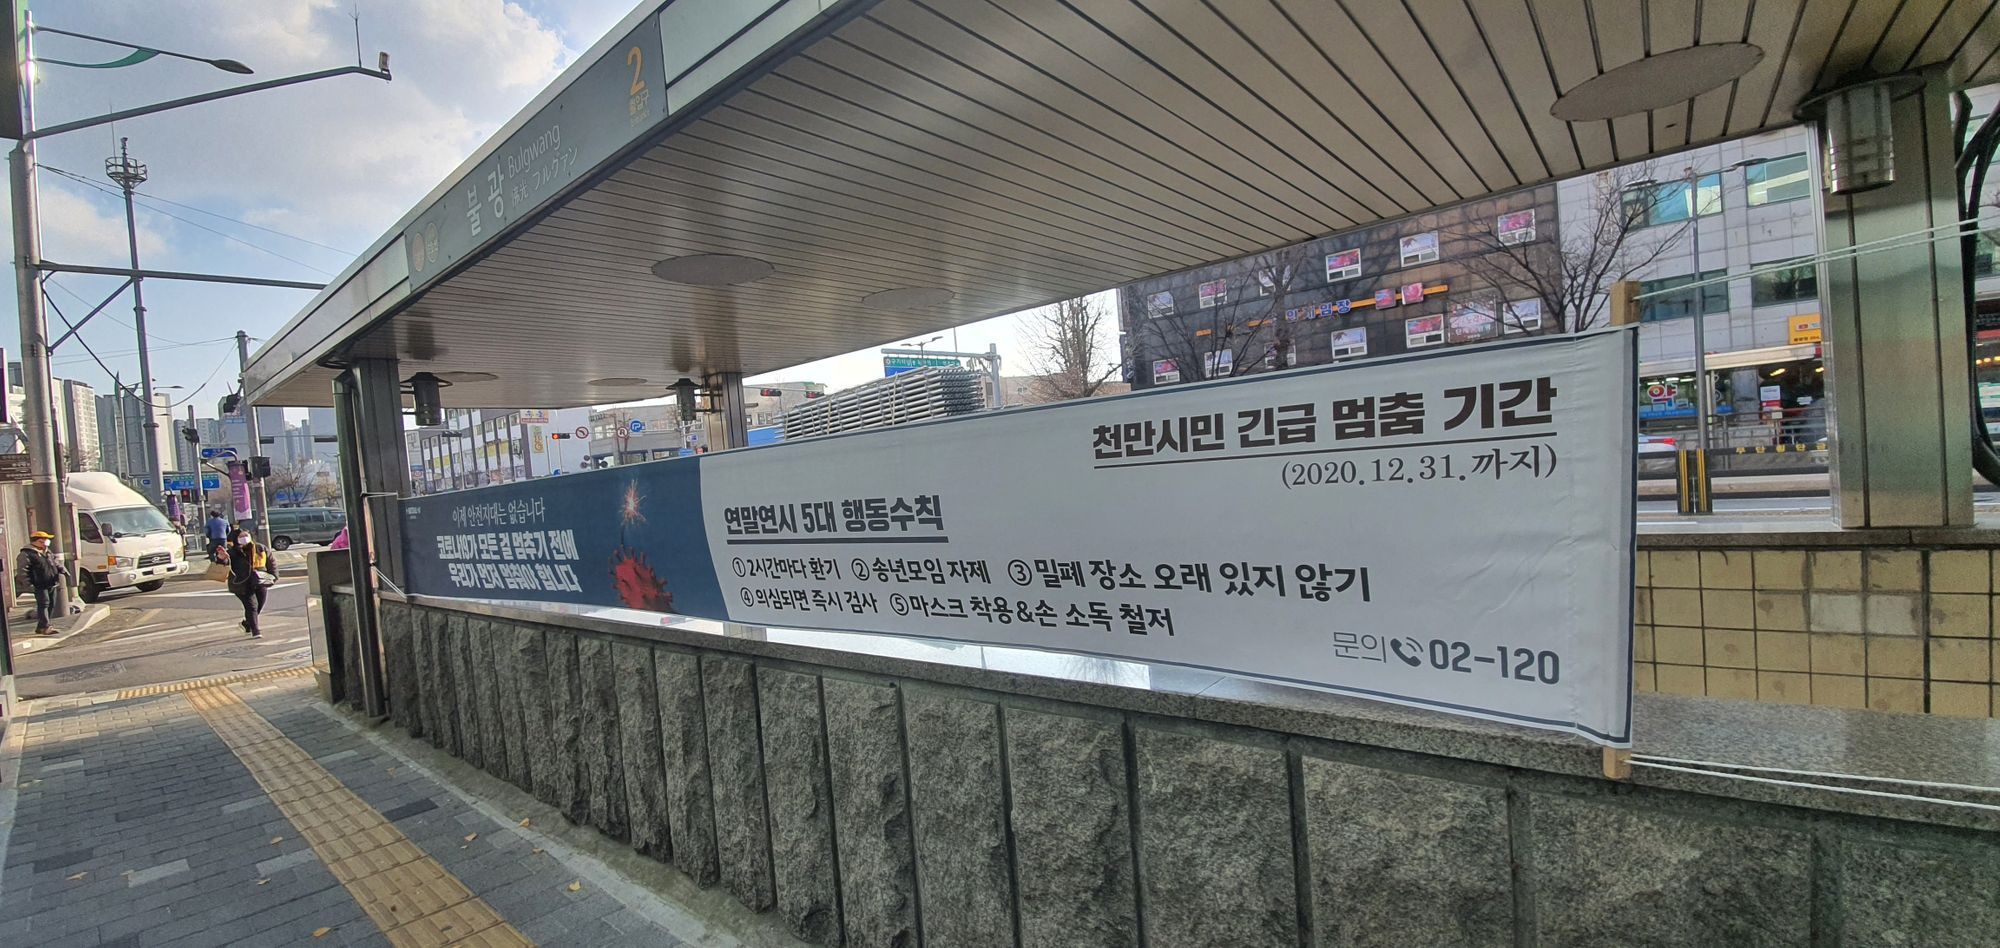 2
불광
Bulgwang
佛光 フルグァン
이제 안전지대는 없습니다
코로나19가 모든 걸 멈추기 전에
우리가 먼저 멈춰야 합니다
천만시민 긴급 멈춤 기간
(2020.12.31.까지)
연말연시 5대 행동수칙
①2시간마다 환기 ②송년모임 자제 ③밀폐 장소 오래 있지 않기
④의심되면 즉시 검사 ⑤마스크 착용&손 소독 철저
문의 02-120
약